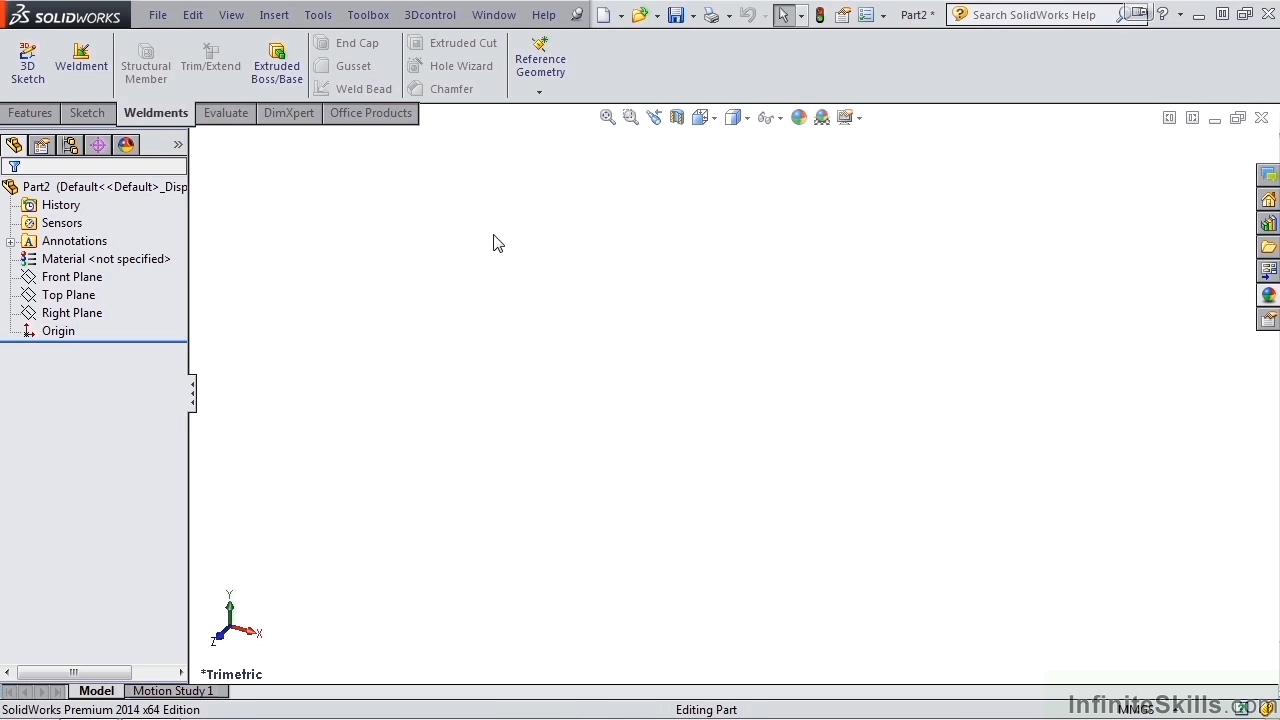 SOLIDWORKS File Edit View Insert Tools Toolbox 3Dcontrol Window Help Part2 * Search SolidWorks Help
3D Sketch
Weldment
Structural Member
Trim/Extend
Extruded Boss/Base
End Cap
Gusset
Weld Bead
Extruded Cut
Hole Wizard
Chamfer
Reference Geometry
Features Sketch Weldments Evaluate DimXpert Office Products
Part2 (Default<<Default>_Disp
History
Sensors
Annotations
Material <not specified>
Front Plane
Top Plane
Right Plane
Origin
Y
X
Z
*Trimetric
Model Motion Study 1
SolidWorks Premium 2014 x64 Edition Editing Part MMGS
InfiniteSkills.com